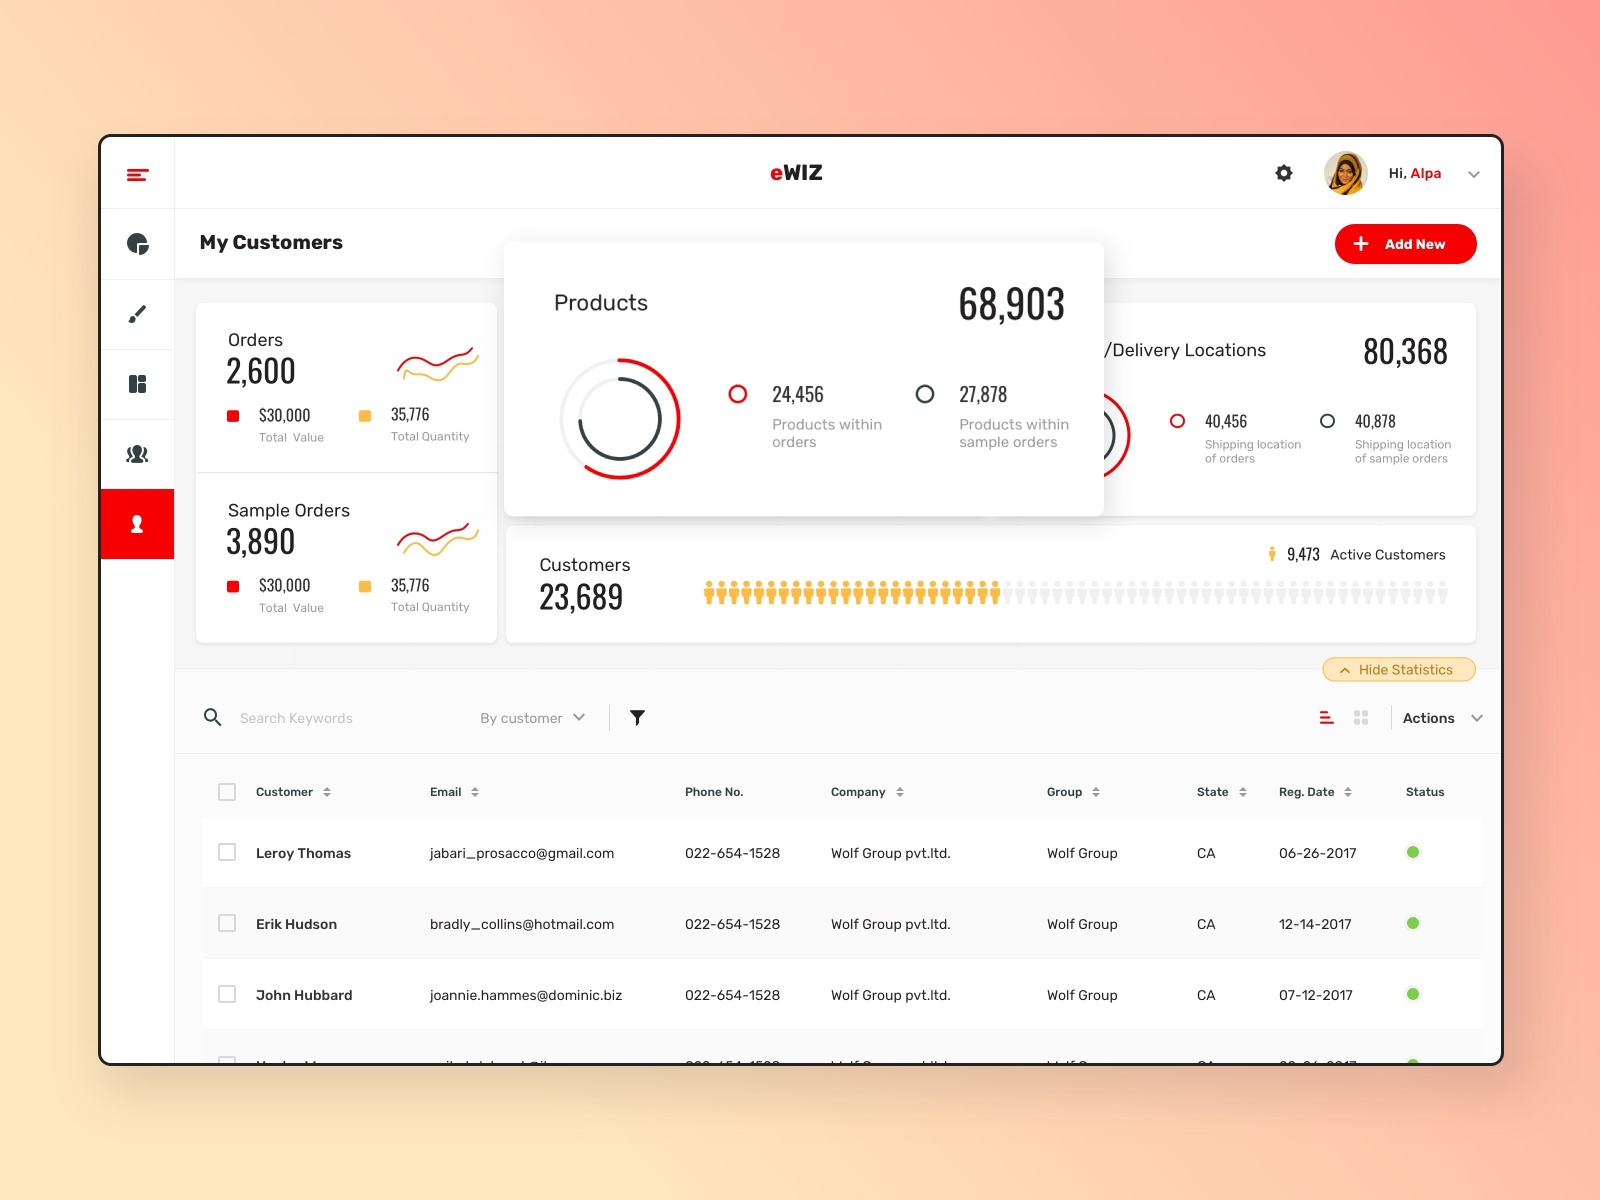 eWIZ
Hi, Alpa
My Customers
Add New
Orders
2,600
$30,000
Total Value
35,776
Total Quantity
Sample Orders
3,890
$30,000
Total Value
35,776
Total Quantity
Products
68,903
24,456
Products within
orders
27,878
Products within
sample orders
/Delivery Locations
80,368
40,456
Shipping location
of orders
40,878
Shipping location
of sample orders
Customers
23,689
9,473 Active Customers
Hide Statistics
Search Keywords
By customer
Actions
Customer Email Phone No. Company Group State Reg. Date Status
Leroy Thomas jabari_prosacco@gmail.com 022-654-1528 Wolf Group pvt.ltd. Wolf Group CA 06-26-2017
Erik Hudson bradly_collins@hotmail.com 022-654-1528 Wolf Group pvt.ltd. Wolf Group CA 12-14-2017
John Hubbard joannie.hammes@dominic.biz 022-654-1528 Wolf Group pvt.ltd. Wolf Group CA 07-12-2017